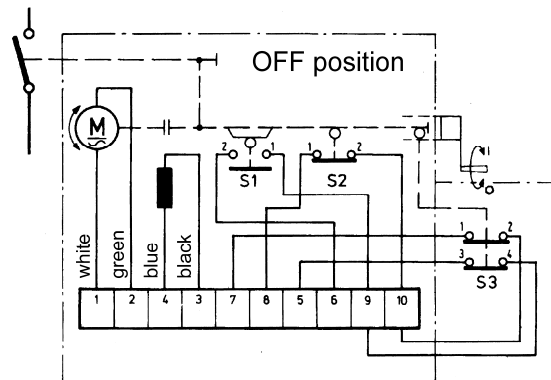 OFF position
M
2 1
1 2
S1
S2
I
O
1 2
3 4
S3
white
green
blue
black
1 2 4 3 7 8 5 6 9 10